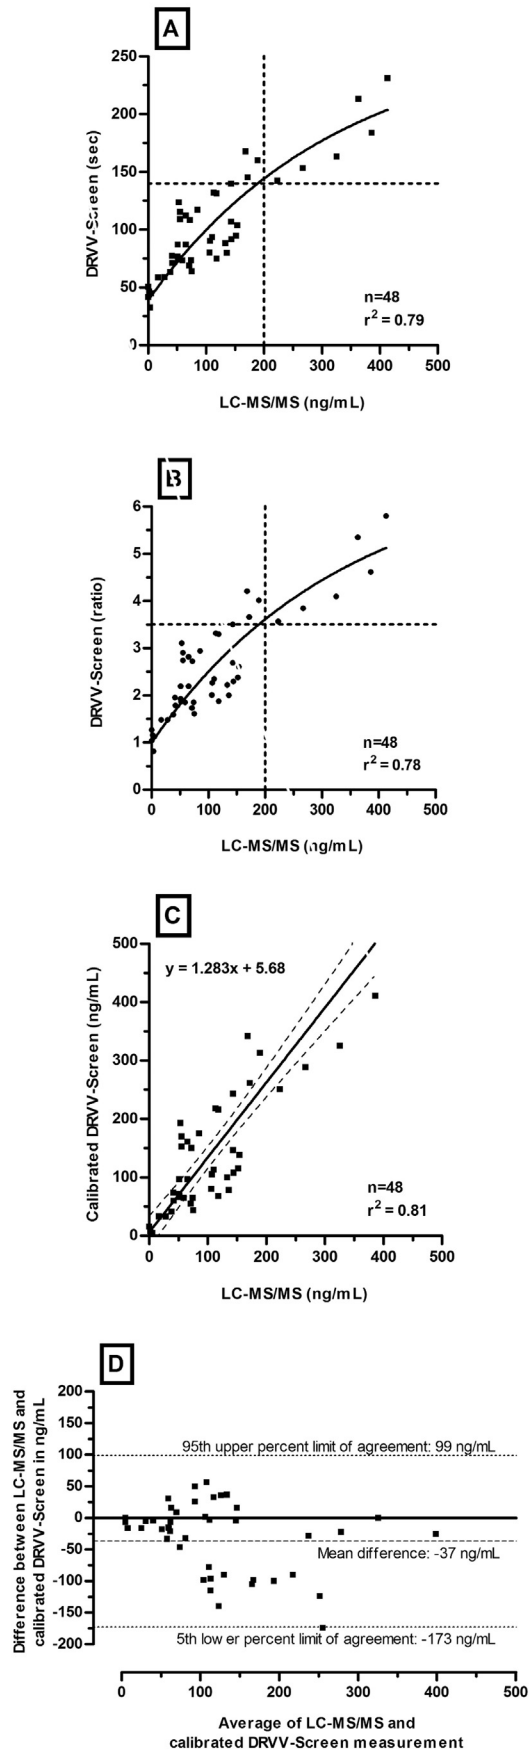 A
250
200
150
100
50
0
DRVV-Screen (sec)
n=48
r² = 0.79
0 100 200 300 400 500
LC-MS/MS (ng/mL)
B
6
5
4
3
2
1
0
DRVV-Screen (ratio)
n=48
r² = 0.78
0 100 200 300 400 500
LC-MS/MS (ng/mL)
C
500
400
300
200
100
0
Calibrated DRVV-Screen (ng/mL)
y = 1.283x + 5.68
n=48
r² = 0.81
0 100 200 300 400 500
LC-MS/MS (ng/mL)
D
200
150
100
50
0
-50
-100
-150
-200
Difference between LC-MS/MS and
calibrated DRVV-Screen in ng/mL
95th upper percent limit of agreement: 99 ng/mL
Mean difference: -37 ng/mL
5th low er percent limit of agreement: -173 ng/mL
0 100 200 300 400 500
Average of LC-MS/MS and
calibrated DRVV-Screen measurement